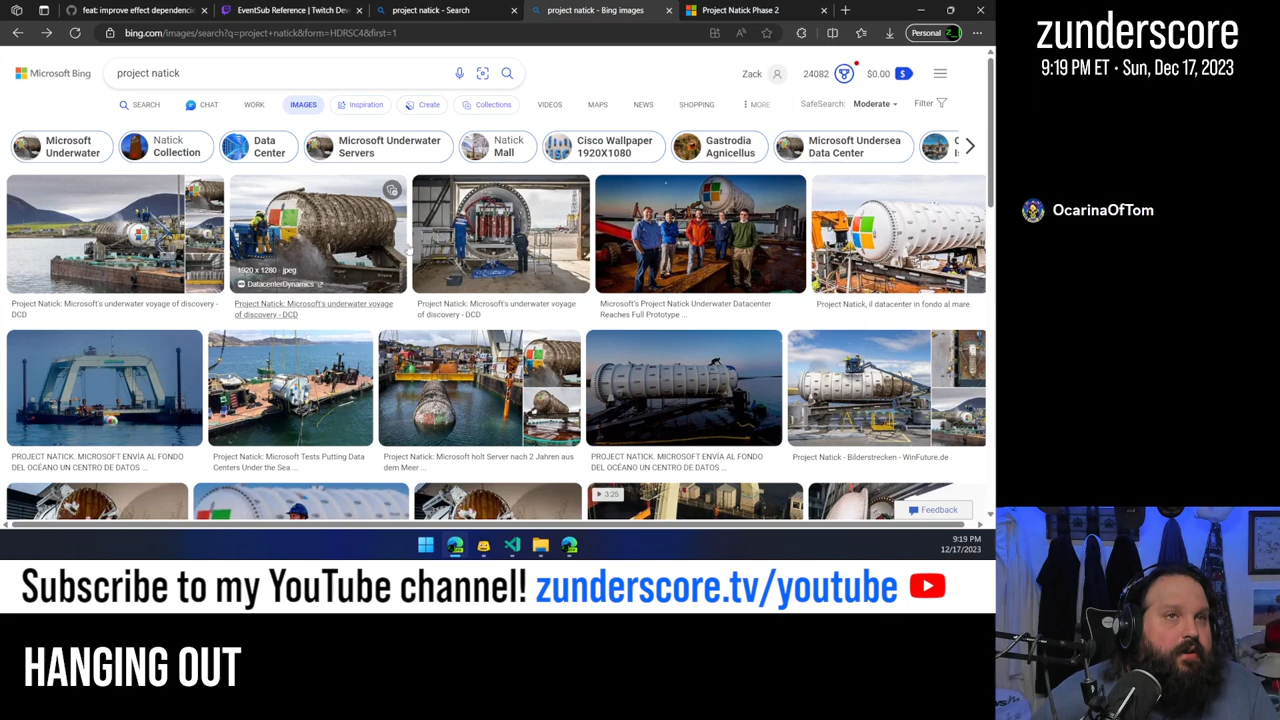 feat: improve effect dependenci
EventSub Reference | Twitch Dev
project natick - Search
project natick - Bing images
Project Natick Phase 2
bing.com/images/search?q=project+natick&form=HDRSC4&first=1
Personal
Microsoft Bing
project natick
Zack
24082
$0.00
SEARCH
CHAT
WORK
IMAGES
Inspiration
Create
Collections
VIDEOS
MAPS
NEWS
SHOPPING
MORE
SafeSearch: Moderate
Filter
Microsoft
Underwater
Natick
Collection
Data
Center
Microsoft Underwater
Servers
Natick
Mall
Cisco Wallpaper
1920X1080
Gastrodia
Agnicellus
Microsoft Undersea
Data Center
1920 x 1280 · jpeg
DatacenterDynamics
Project Natick: Microsoft's underwater voyage of discovery -
DCD
Project Natick: Microsoft's underwater voyage
of discovery - DCD
Project Natick: Microsoft's underwater voyage
of discovery - DCD
Microsoft's Project Natick Underwater Datacenter
Reaches Full Prototype ...
Project Natick, il datacenter in fondo al mare
PROJECT NATICK. MICROSOFT ENVÍA AL FONDO
DEL OCÉANO UN CENTRO DE DATOS ...
Project Natick: Microsoft Tests Putting Data
Centers Under the Sea ...
Project Natick: Microsoft holt Server nach 2 Jahren aus
dem Meer ...
PROJECT NATICK. MICROSOFT ENVÍA AL FONDO
DEL OCÉANO UN CENTRO DE DATOS ...
Project Natick - Bilderstrecken - WinFuture.de
3:25
Feedback
9:19 PM
12/17/2023
Subscribe to my YouTube channel! zunderscore.tv/youtube
HANGING OUT
zunderscore
9:19 PM ET · Sun, Dec 17, 2023
OcarinaOfTom